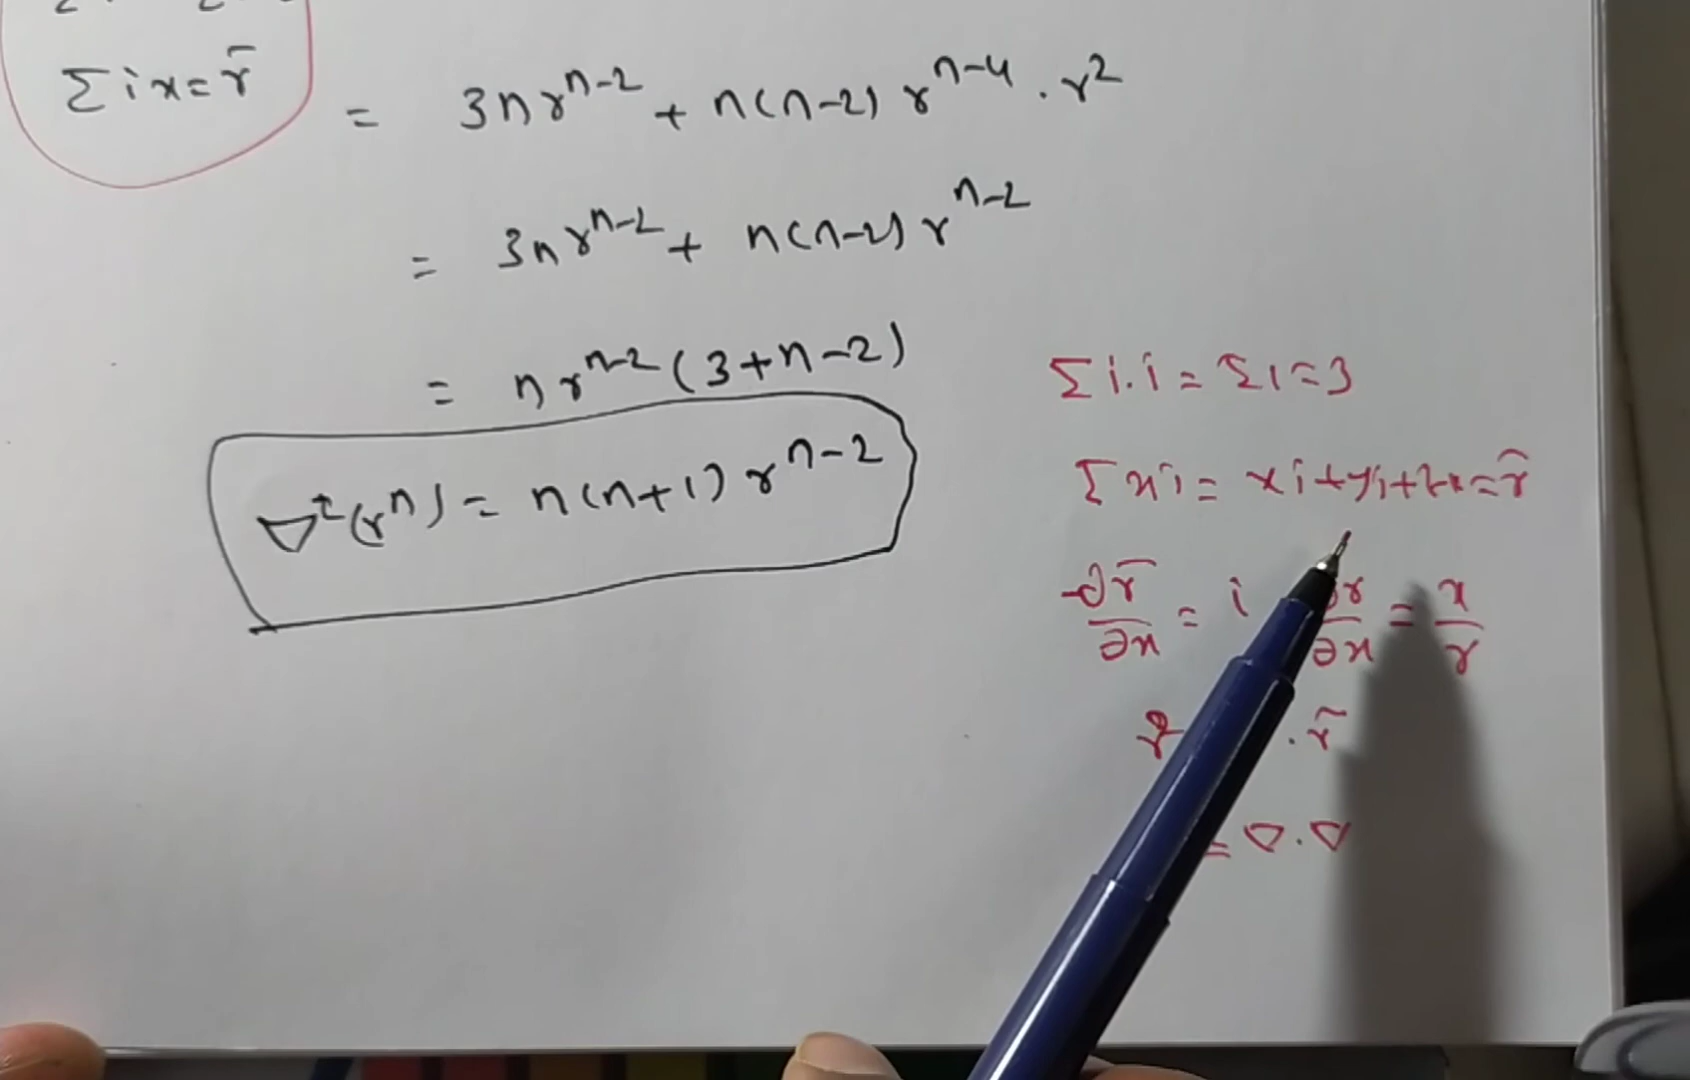 Σ i x = r̄
= 3n r^{n-2} + n(n-2) r^{n-4} . r^2
= 3n r^{n-2} + n(n-2) r^{n-2}
= n r^{n-2} (3+n-2)
∇^2(r^n) = n(n+1) r^{n-2}
Σ i.i = Σ1 = 3
Σ xi = xi + yj + zk = r̄
∂r̄/∂x = i ∂r/∂x = x/r
. r̄
= ∇.∇